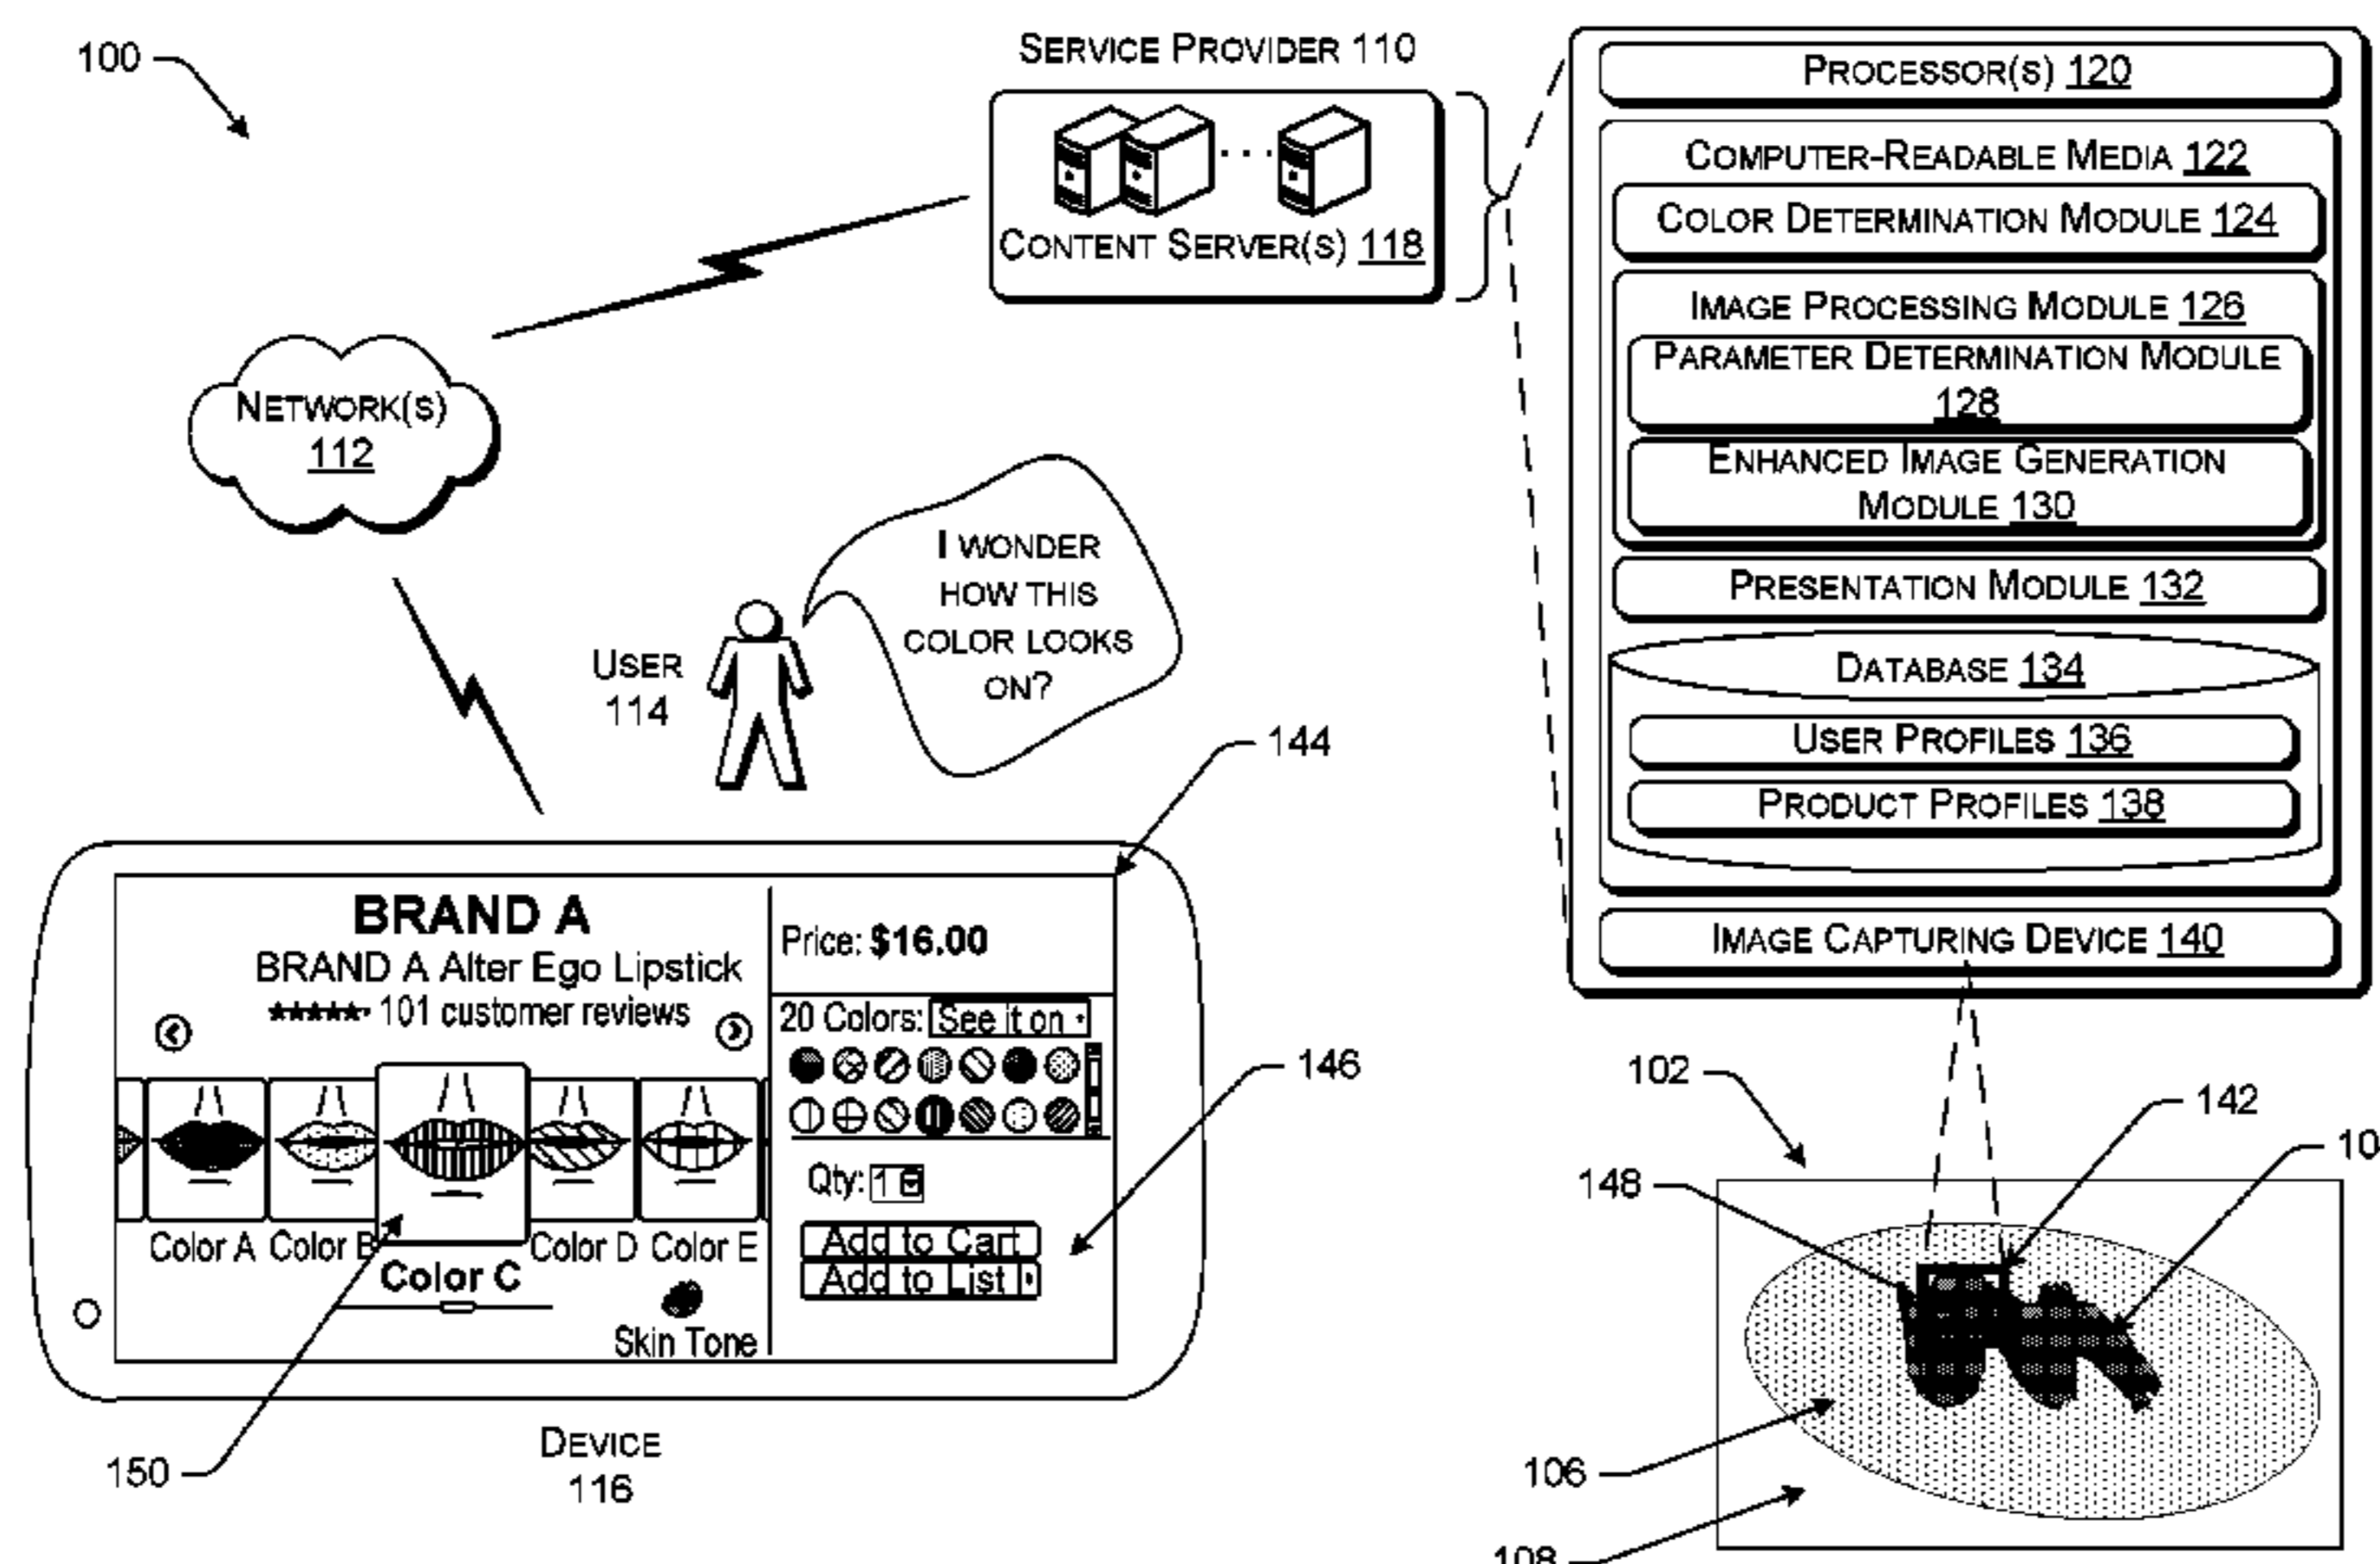 100
SERVICE PROVIDER 110
CONTENT SERVER(S) 118
NETWORK(S)
112
I WONDER
HOW THIS
COLOR LOOKS
ON?
USER
114
PROCESSOR(S) 120
COMPUTER-READABLE MEDIA 122
COLOR DETERMINATION MODULE 124
IMAGE PROCESSING MODULE 126
PARAMETER DETERMINATION MODULE
128
ENHANCED IMAGE GENERATION
MODULE 130
PRESENTATION MODULE 132
DATABASE 134
USER PROFILES 136
PRODUCT PROFILES 138
IMAGE CAPTURING DEVICE 140
144
BRAND A
BRAND A Alter Ego Lipstick
101 customer reviews
Color A Color B Color D Color E
Color C
Skin Tone
Price: $16.00
20 Colors: See it on
Qty: 1
Add to Cart
Add to List
146
150
DEVICE
116
102
142
148
10
106
108